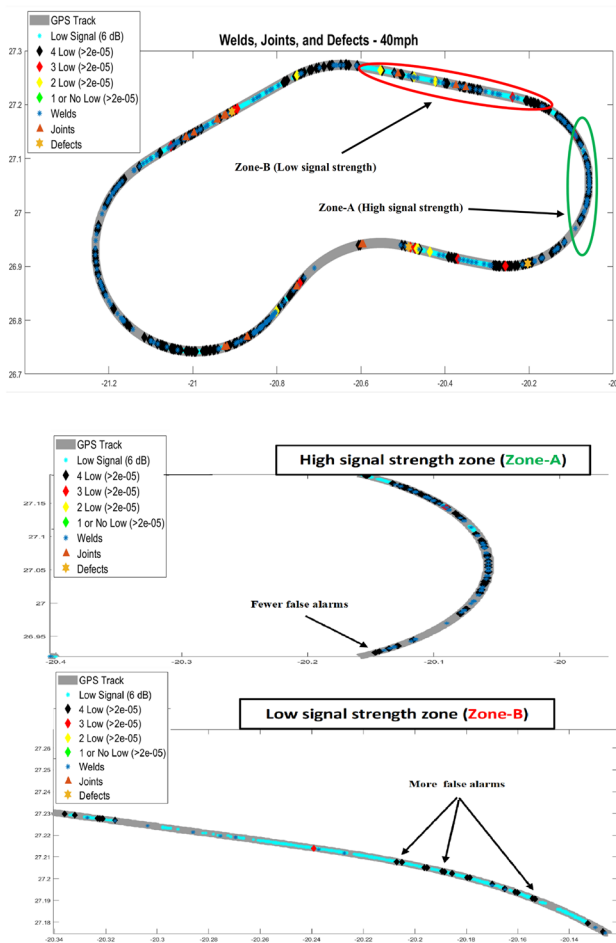 Welds, Joints, and Defects - 40mph
GPS Track
Low Signal (6 dB)
4 Low (>2e-05)
3 Low (>2e-05)
2 Low (>2e-05)
1 or No Low (>2e-05)
Welds
Joints
Defects
27.3
27.2
27.1
27
26.9
26.8
26.7
Zone-B (Low signal strength)
Zone-A (High signal strength)
-21.2 -21 -20.8 -20.6 -20.4 -20.2
GPS Track
Low Signal (6 dB)
4 Low (>2e-05)
3 Low (>2e-05)
2 Low (>2e-05)
1 or No Low (>2e-05)
Welds
Joints
Defects
High signal strength zone (Zone-A)
27.15
27.1
27.05
27
26.95
Fewer false alarms
-20.4 -20.3 -20.2 -20.1 -20
GPS Track
Low Signal (6 dB)
4 Low (>2e-05)
3 Low (>2e-05)
2 Low (>2e-05)
1 or No Low (>2e-05)
Welds
Joints
Defects
Low signal strength zone (Zone-B)
More false alarms
27.26
27.25
27.24
27.23
27.22
27.21
27.2
27.19
27.18
-20.34 -20.32 -20.3 -20.28 -20.26 -20.24 -20.22 -20.2 -20.18 -20.16 -20.14